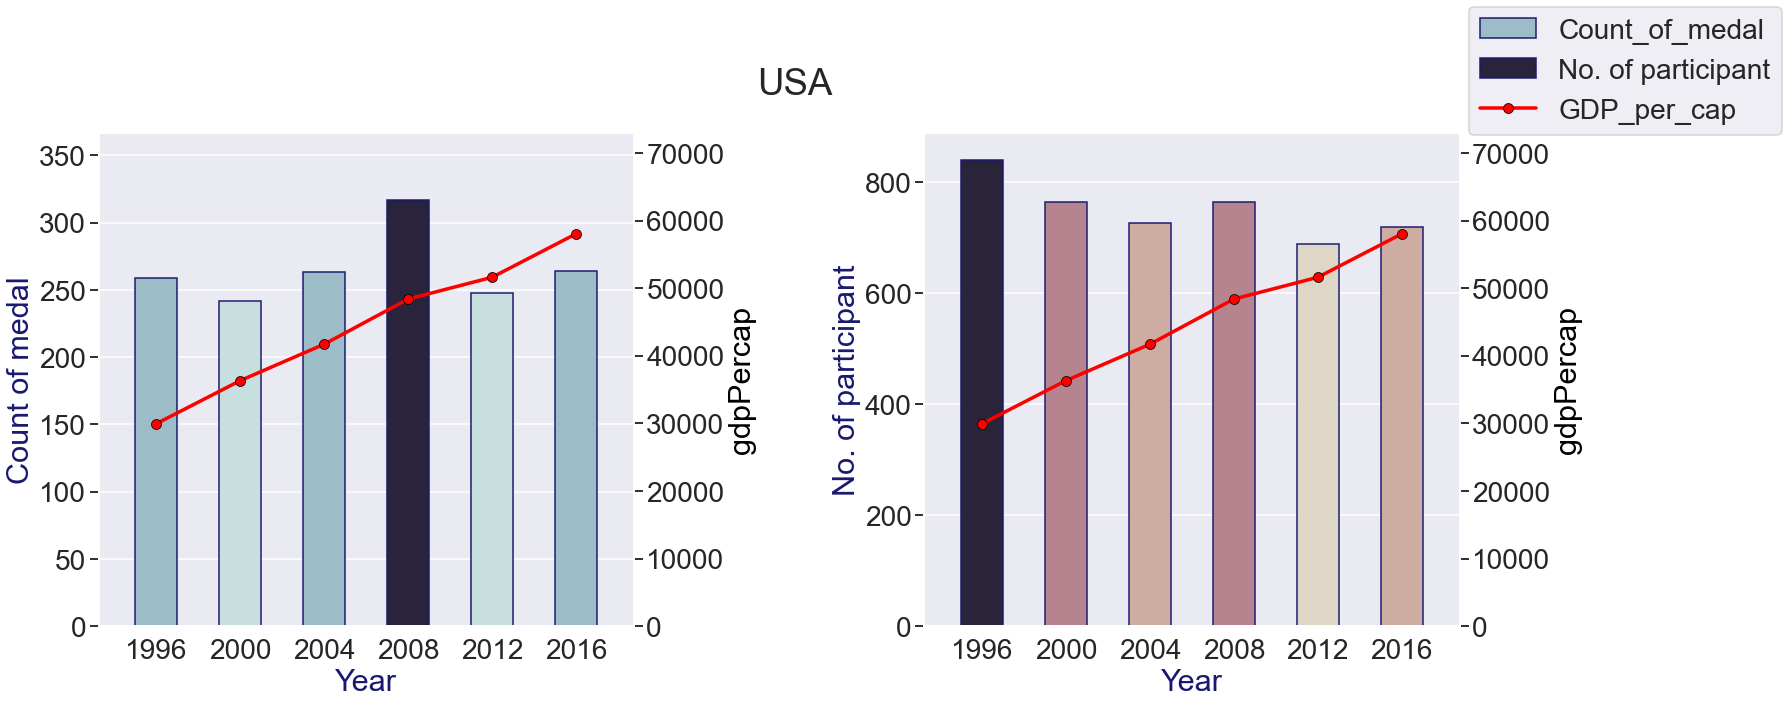 Count_of_medal
No. of participant
GDP_per_cap
USA
Count of medal
350
300
250
200
150
100
50
0
70000
60000
50000
40000
30000
20000
10000
0
gdpPercap
1996 2000 2004 2008 2012 2016
Year
No. of participant
800
600
400
200
0
70000
60000
50000
40000
30000
20000
10000
0
gdpPercap
1996 2000 2004 2008 2012 2016
Year